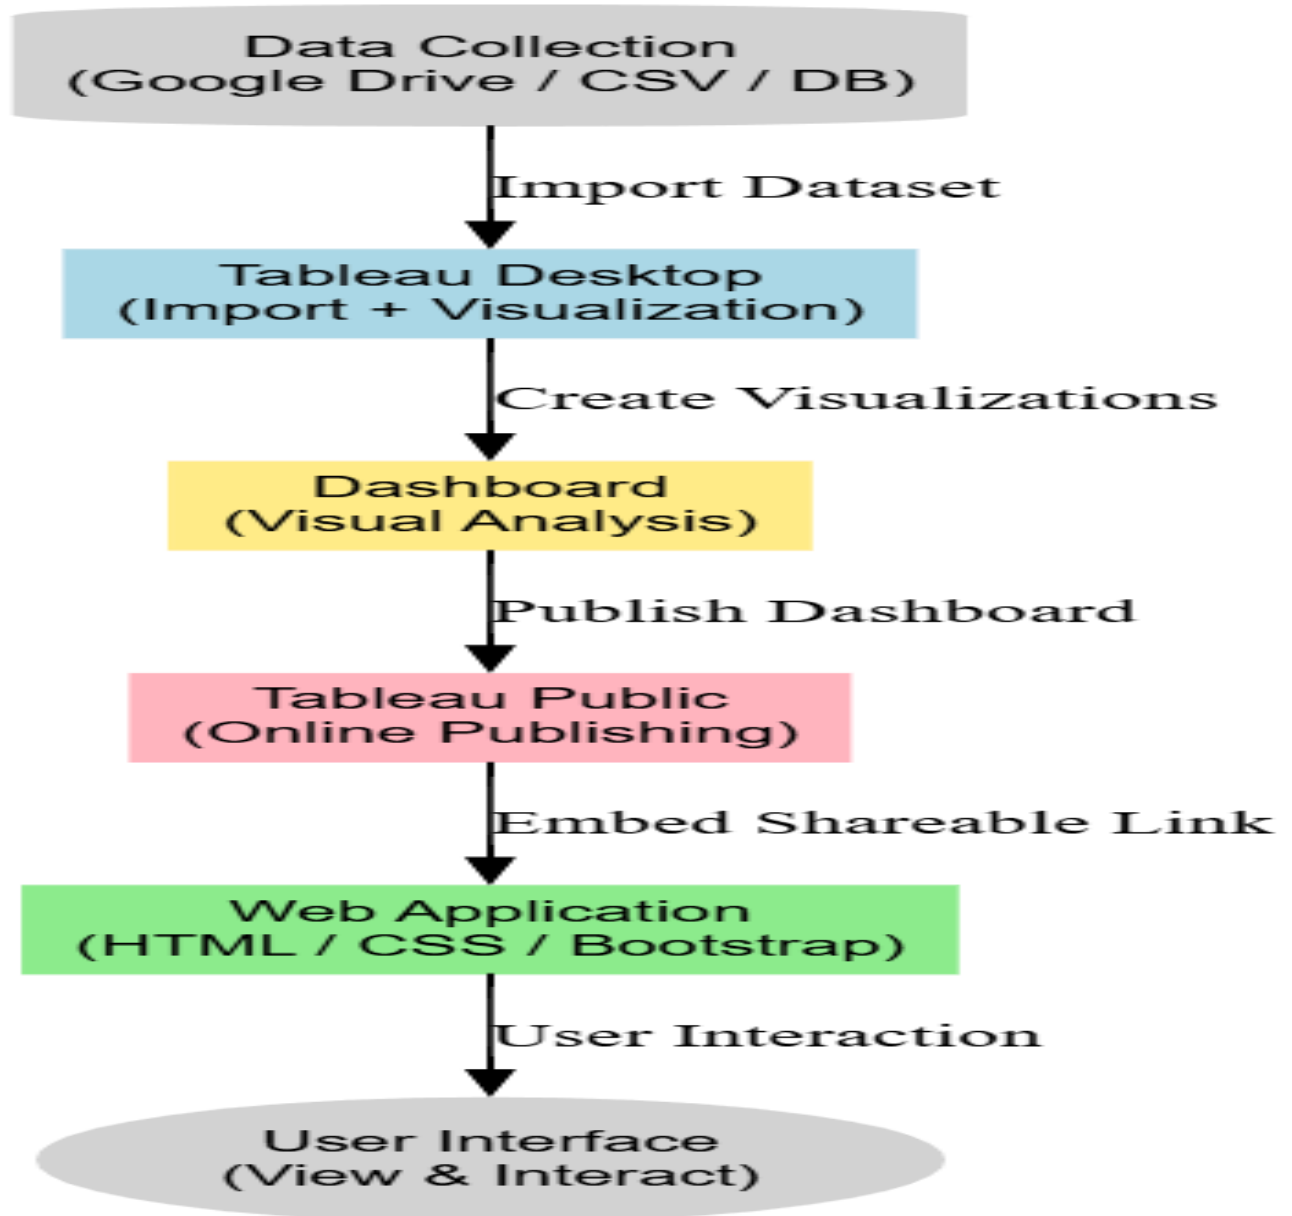 Data Collection
(Google Drive / CSV / DB)
Import Dataset
Tableau Desktop
(Import + Visualization)
Create Visualizations
Dashboard
(Visual Analysis)
Publish Dashboard
Tableau Public
(Online Publishing)
Embed Shareable Link
Web Application
(HTML / CSS / Bootstrap)
User Interaction
User Interface
(View & Interact)